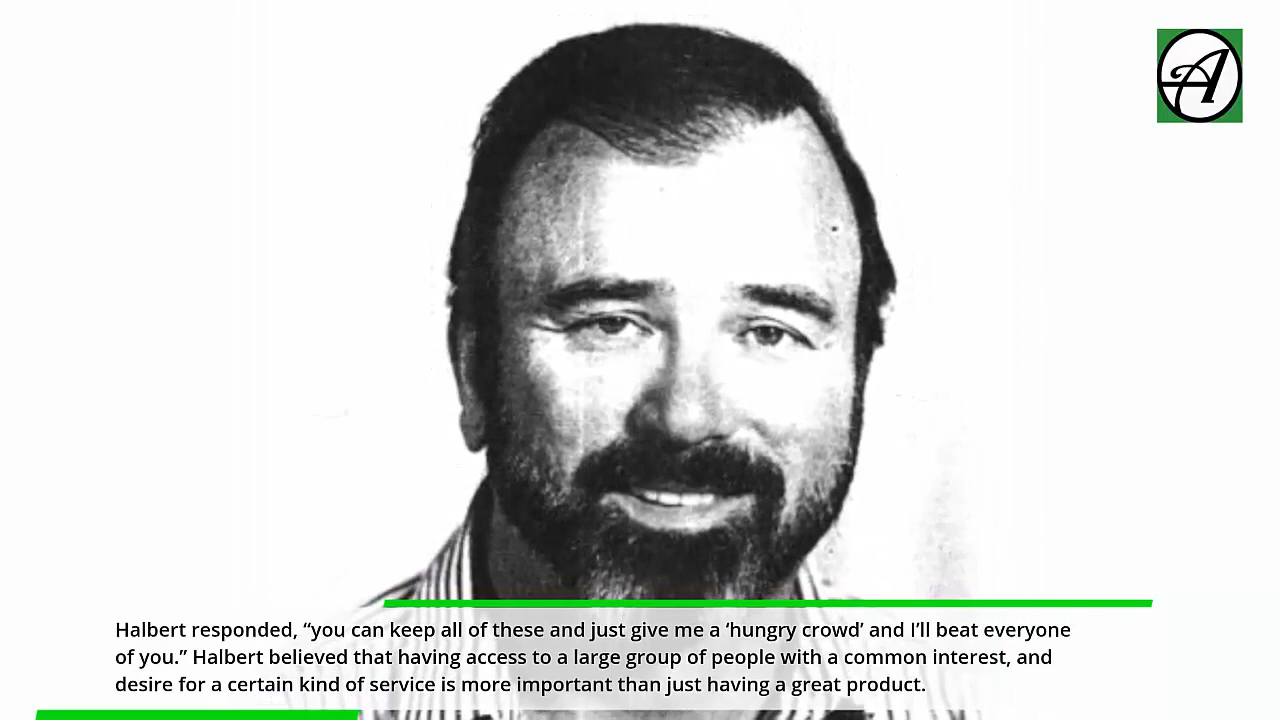 A
Halbert responded, “you can keep all of these and just give me a ‘hungry crowd’ and I’ll beat everyone
of you.” Halbert believed that having access to a large group of people with a common interest, and
desire for a certain kind of service is more important than just having a great product.